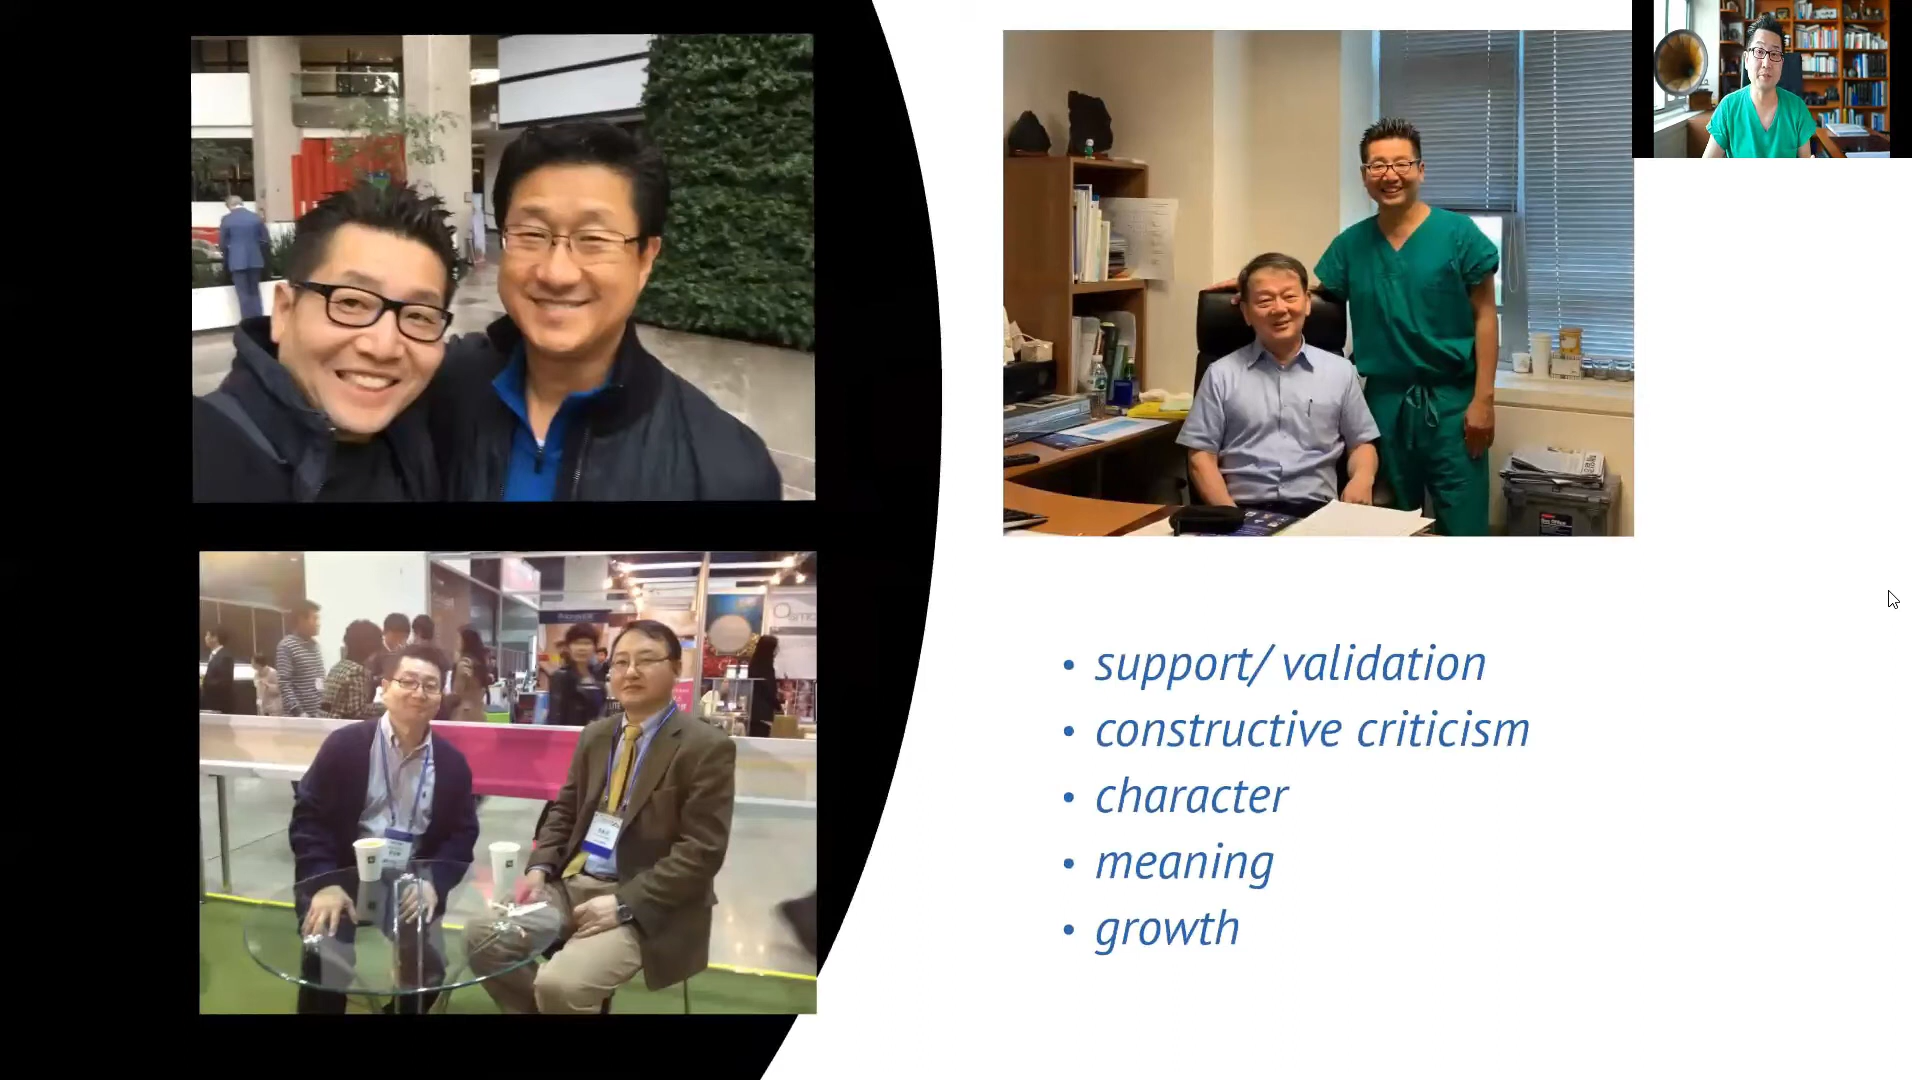 • support/ validation
• constructive criticism
• character
• meaning
• growth